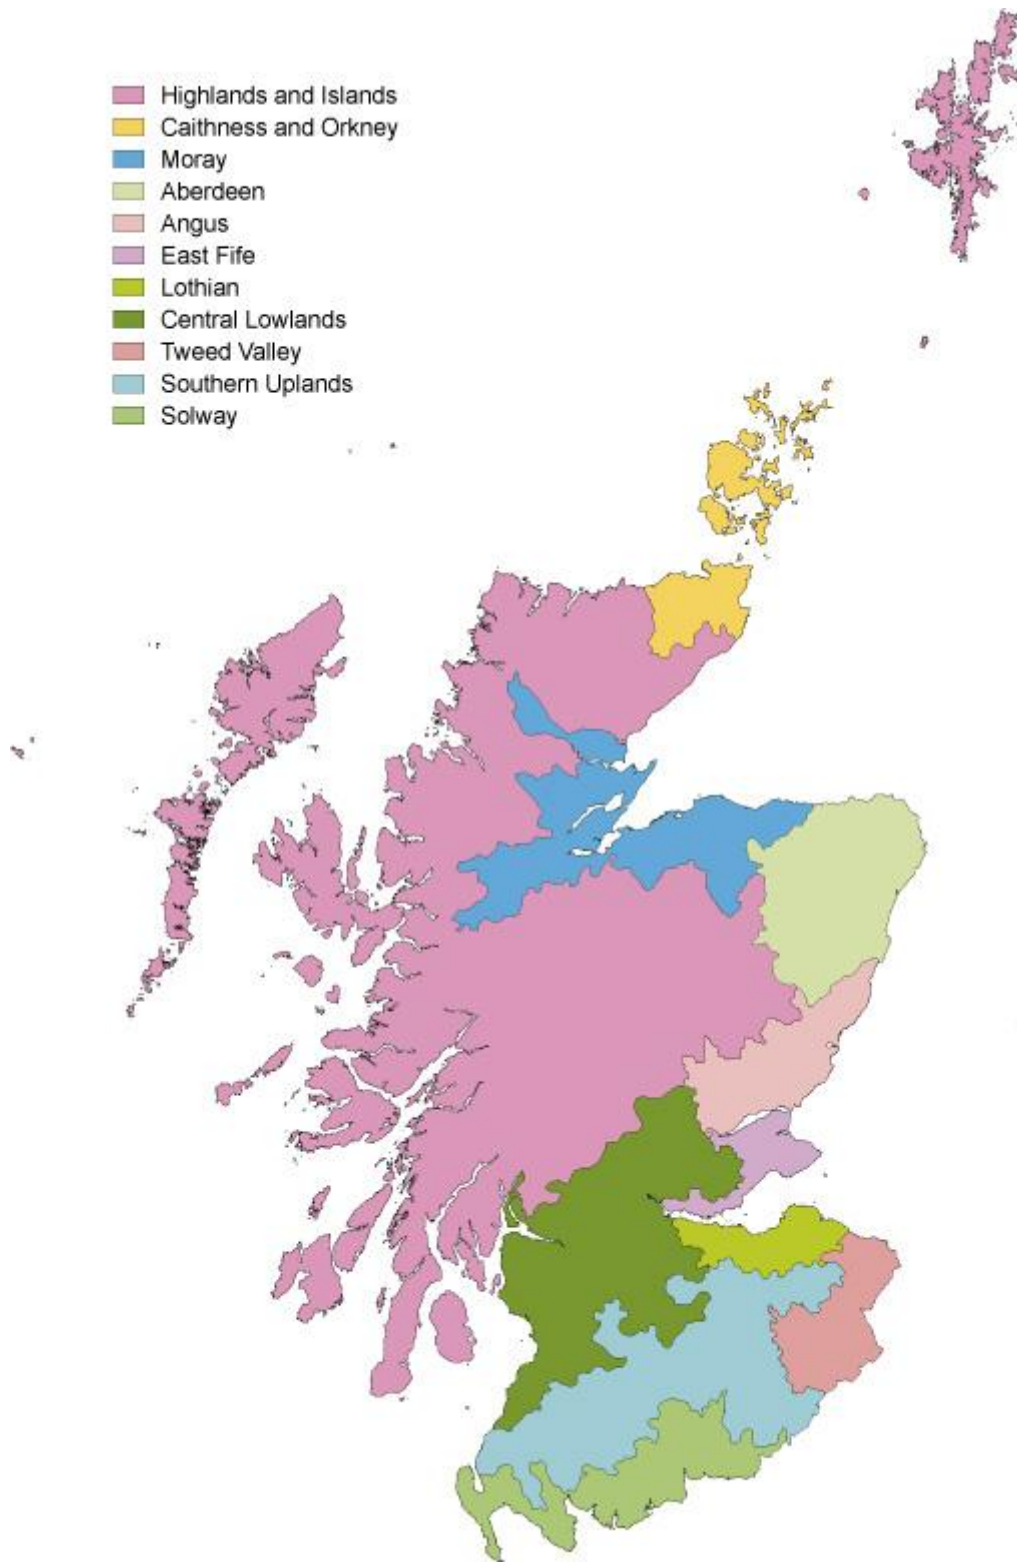 Highlands and Islands
Caithness and Orkney
Moray
Aberdeen
Angus
East Fife
Lothian
Central Lowlands
Tweed Valley
Southern Uplands
Solway